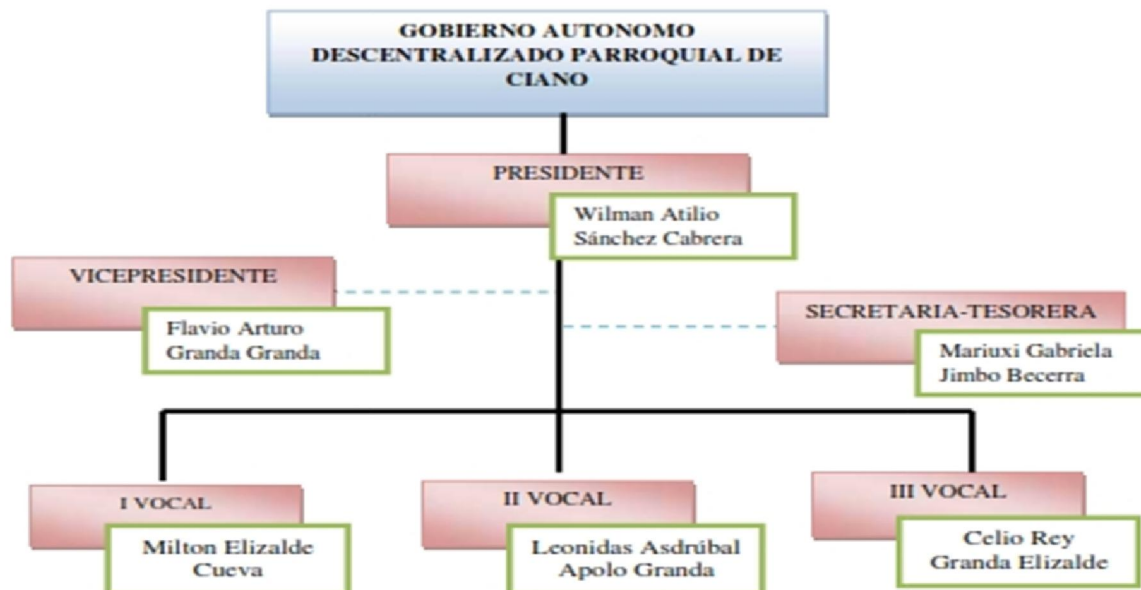 GOBIERNO AUTONOMO
DESCENTRALIZADO PARROQUIAL DE
CIANO
PRESIDENTE
Wilman Atilio
Sánchez Cabrera
VICEPRESIDENTE
Flavio Arturo
Granda Granda
SECRETARIA-TESORERA
Mariuxi Gabriela
Jimbo Becerra
I VOCAL
Milton Elizalde
Cueva
II VOCAL
Leonidas Asdrúbal
Apolo Granda
III VOCAL
Celio Rey
Granda Elizalde